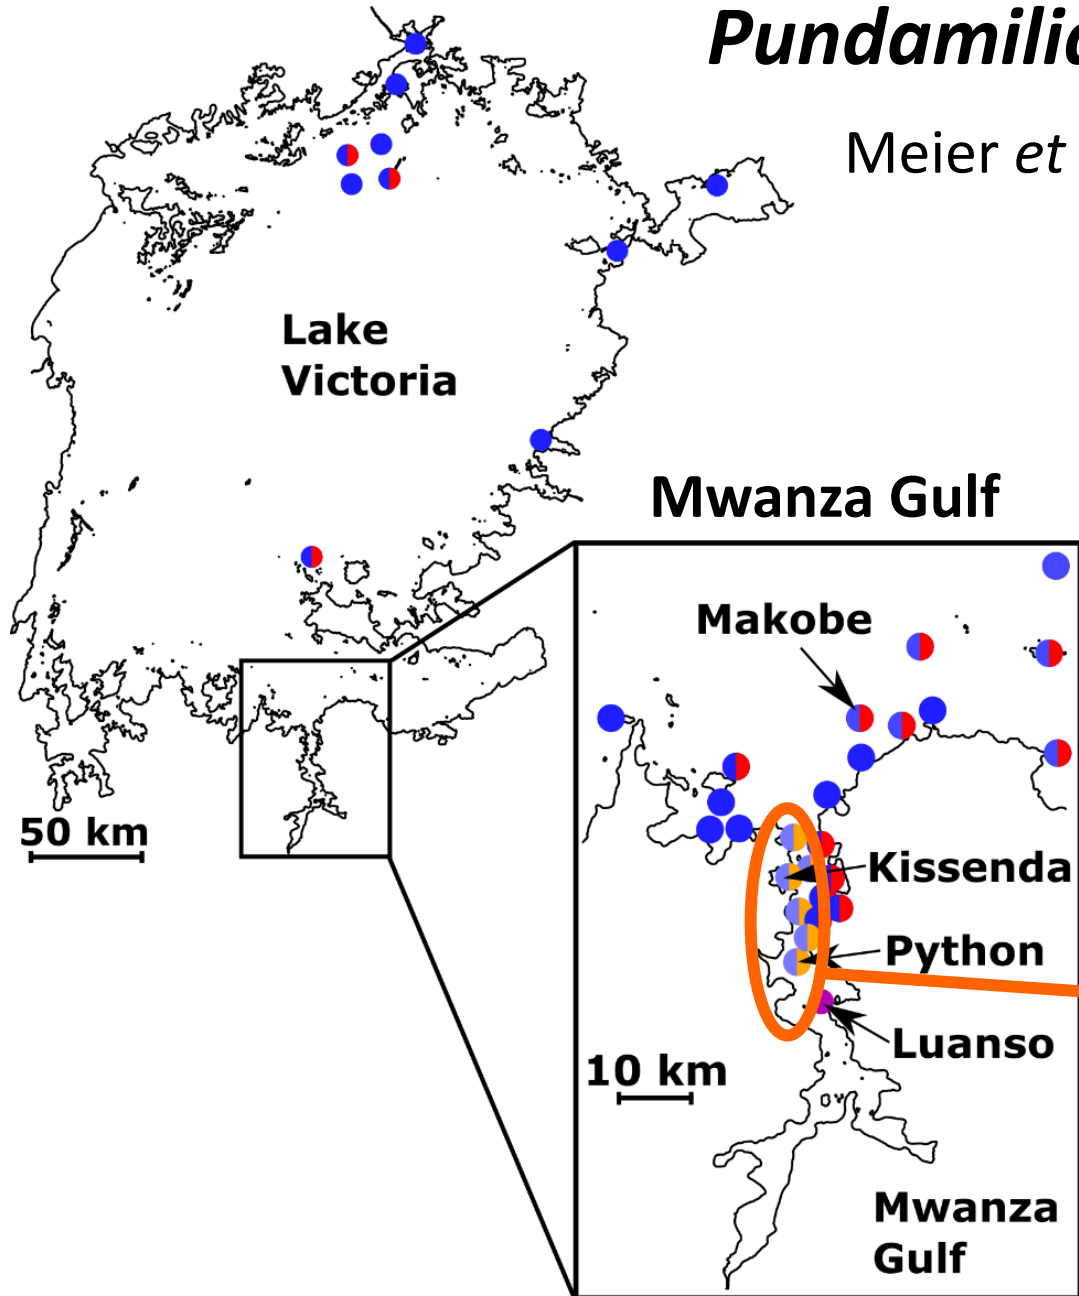 Pundamilia
Meier et
Lake
Victoria
Mwanza Gulf
Makobe
50 km
Kissenda
Python
Luanso
10 km
Mwanza
Gulf